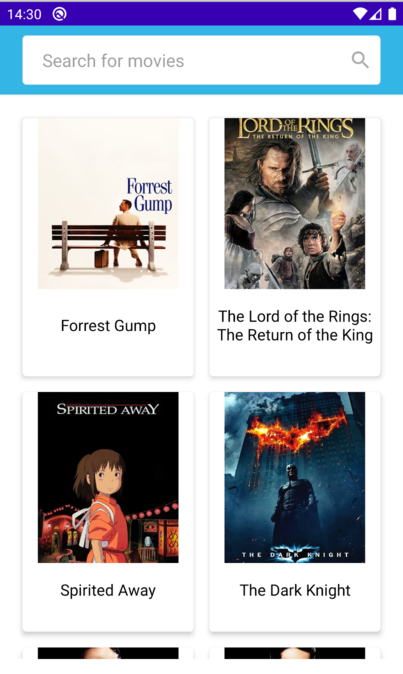 14:30
Search for movies
Forrest
Gump
LORD OF THE RINGS
THE RETURN OF THE KING
Forrest Gump
The Lord of the Rings:
The Return of the King
SPIRITED AWAY
THE DARK KNIGHT
Spirited Away
The Dark Knight